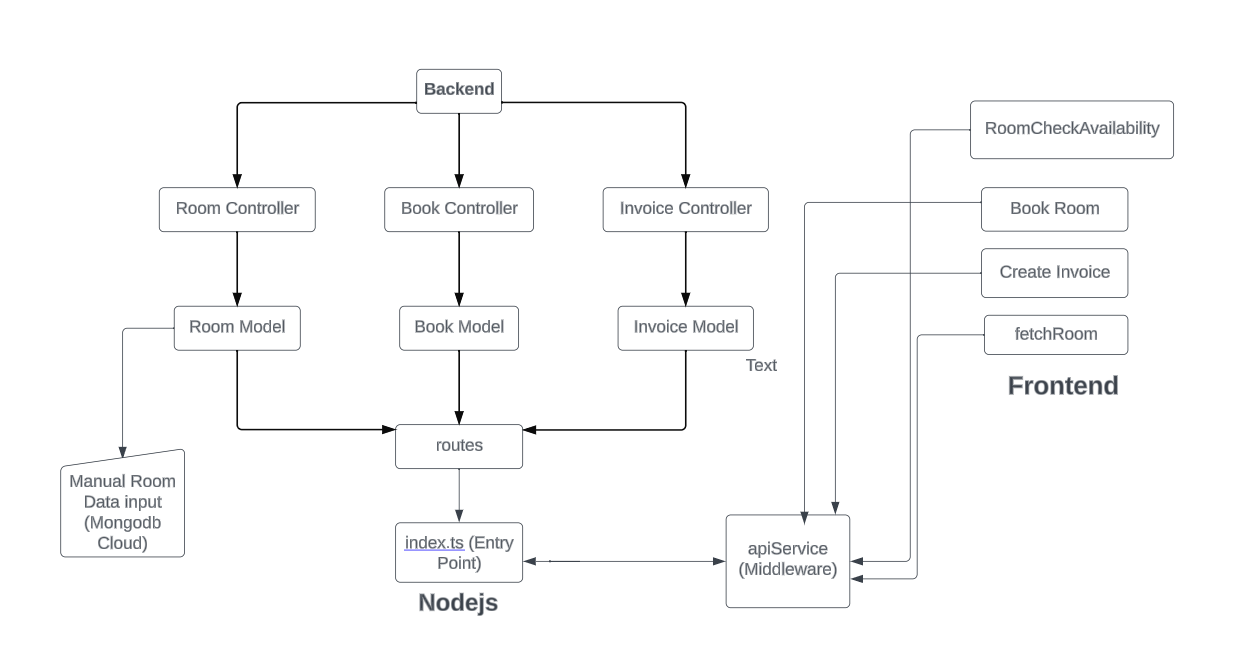 Backend
RoomCheckAvailability
Room Controller
Book Controller
Invoice Controller
Book Room
Create Invoice
Room Model
Book Model
Invoice Model
fetchRoom
Text
Frontend
routes
Manual Room
Data input
(Mongodb
Cloud)
index.ts (Entry
Point)
apiService
(Middleware)
Nodejs